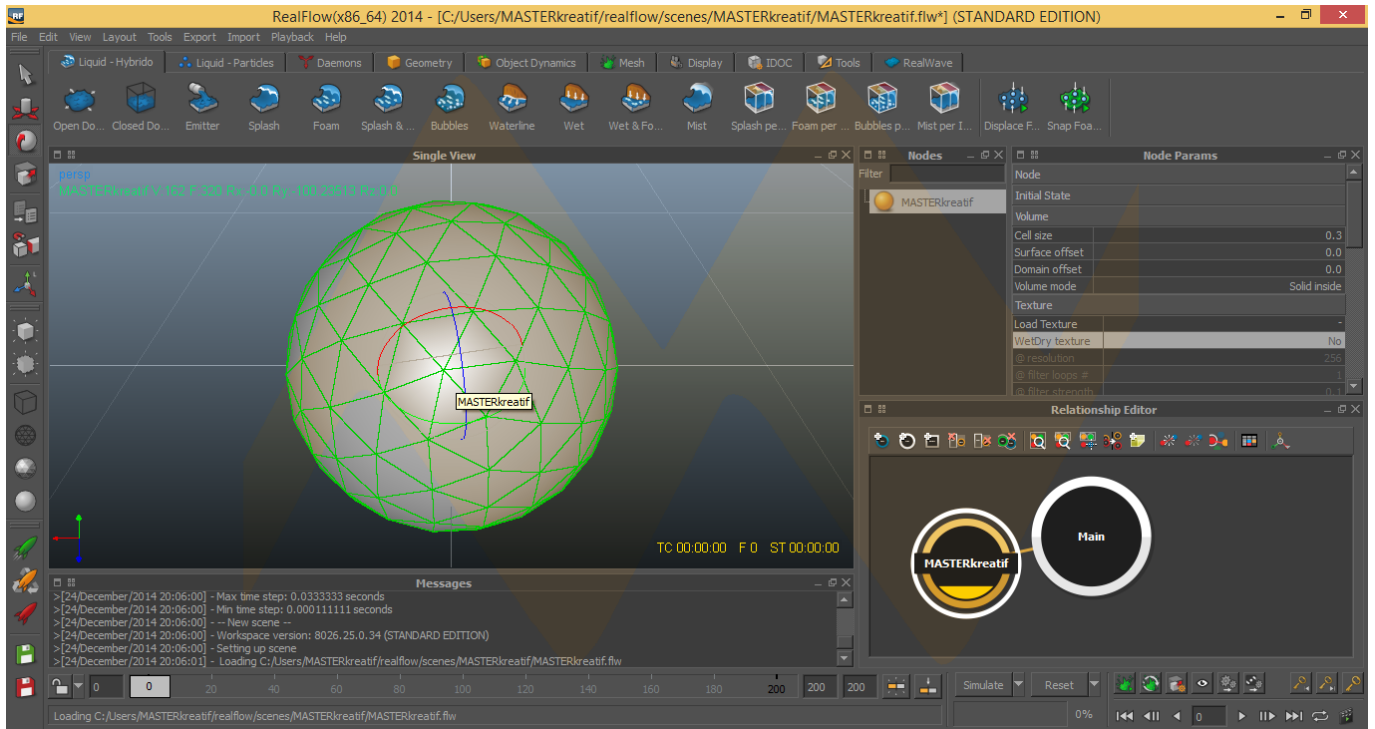 RF RealFlow(x86_64) 2014 - [C:/Users/MASTERkreatif/realflow/scenes/MASTERkreatif/MASTERkreatif.flw*] (STANDARD EDITION)
File Edit View Layout Tools Export Import Playback Help
Liquid - Hybrido Liquid - Particles Daemons Geometry Object Dynamics Mesh Display IDOC Tools RealWave
Open Do... Closed Do... Emitter Splash Foam Splash & ... Bubbles Waterline Wet Wet & Fo... Mist Splash pe... Foam per ... Bubbles p... Mist per I... Displace F... Snap Foa...
Single View
persp
MASTERkreatif V:162 F:320 Rx:-0.0 Ry:-100.23513 Rz:0.0
MASTERkreatif
TC 00:00:00 F 0 ST 00:00:00
Nodes
Filter
MASTERkreatif
Node Params
Node
Initial State
Volume
Cell size 0.3
Surface offset 0.0
Domain offset 0.0
Volume mode Solid inside
Texture
Load Texture -
WetDry texture No
@ resolution 256
@ filter loops # 1
@ filter strength 0.1
Relationship Editor
MASTERkreatif
Main
Messages
>[24/December/2014 20:06:00] - Max time step: 0.0333333 seconds
>[24/December/2014 20:06:00] - Min time step: 0.000111111 seconds
>[24/December/2014 20:06:00] - -- New scene --
>[24/December/2014 20:06:00] - Workspace version: 8026.25.0.34 (STANDARD EDITION)
>[24/December/2014 20:06:00] - Setting up scene
>[24/December/2014 20:06:01] - Loading C:/Users/MASTERkreatif/realflow/scenes/MASTERkreatif/MASTERkreatif.flw
0 0 20 40 60 80 100 120 140 160 180 200 200 200 Simulate Reset
Loading C:/Users/MASTERkreatif/realflow/scenes/MASTERkreatif/MASTERkreatif.flw 0% 0